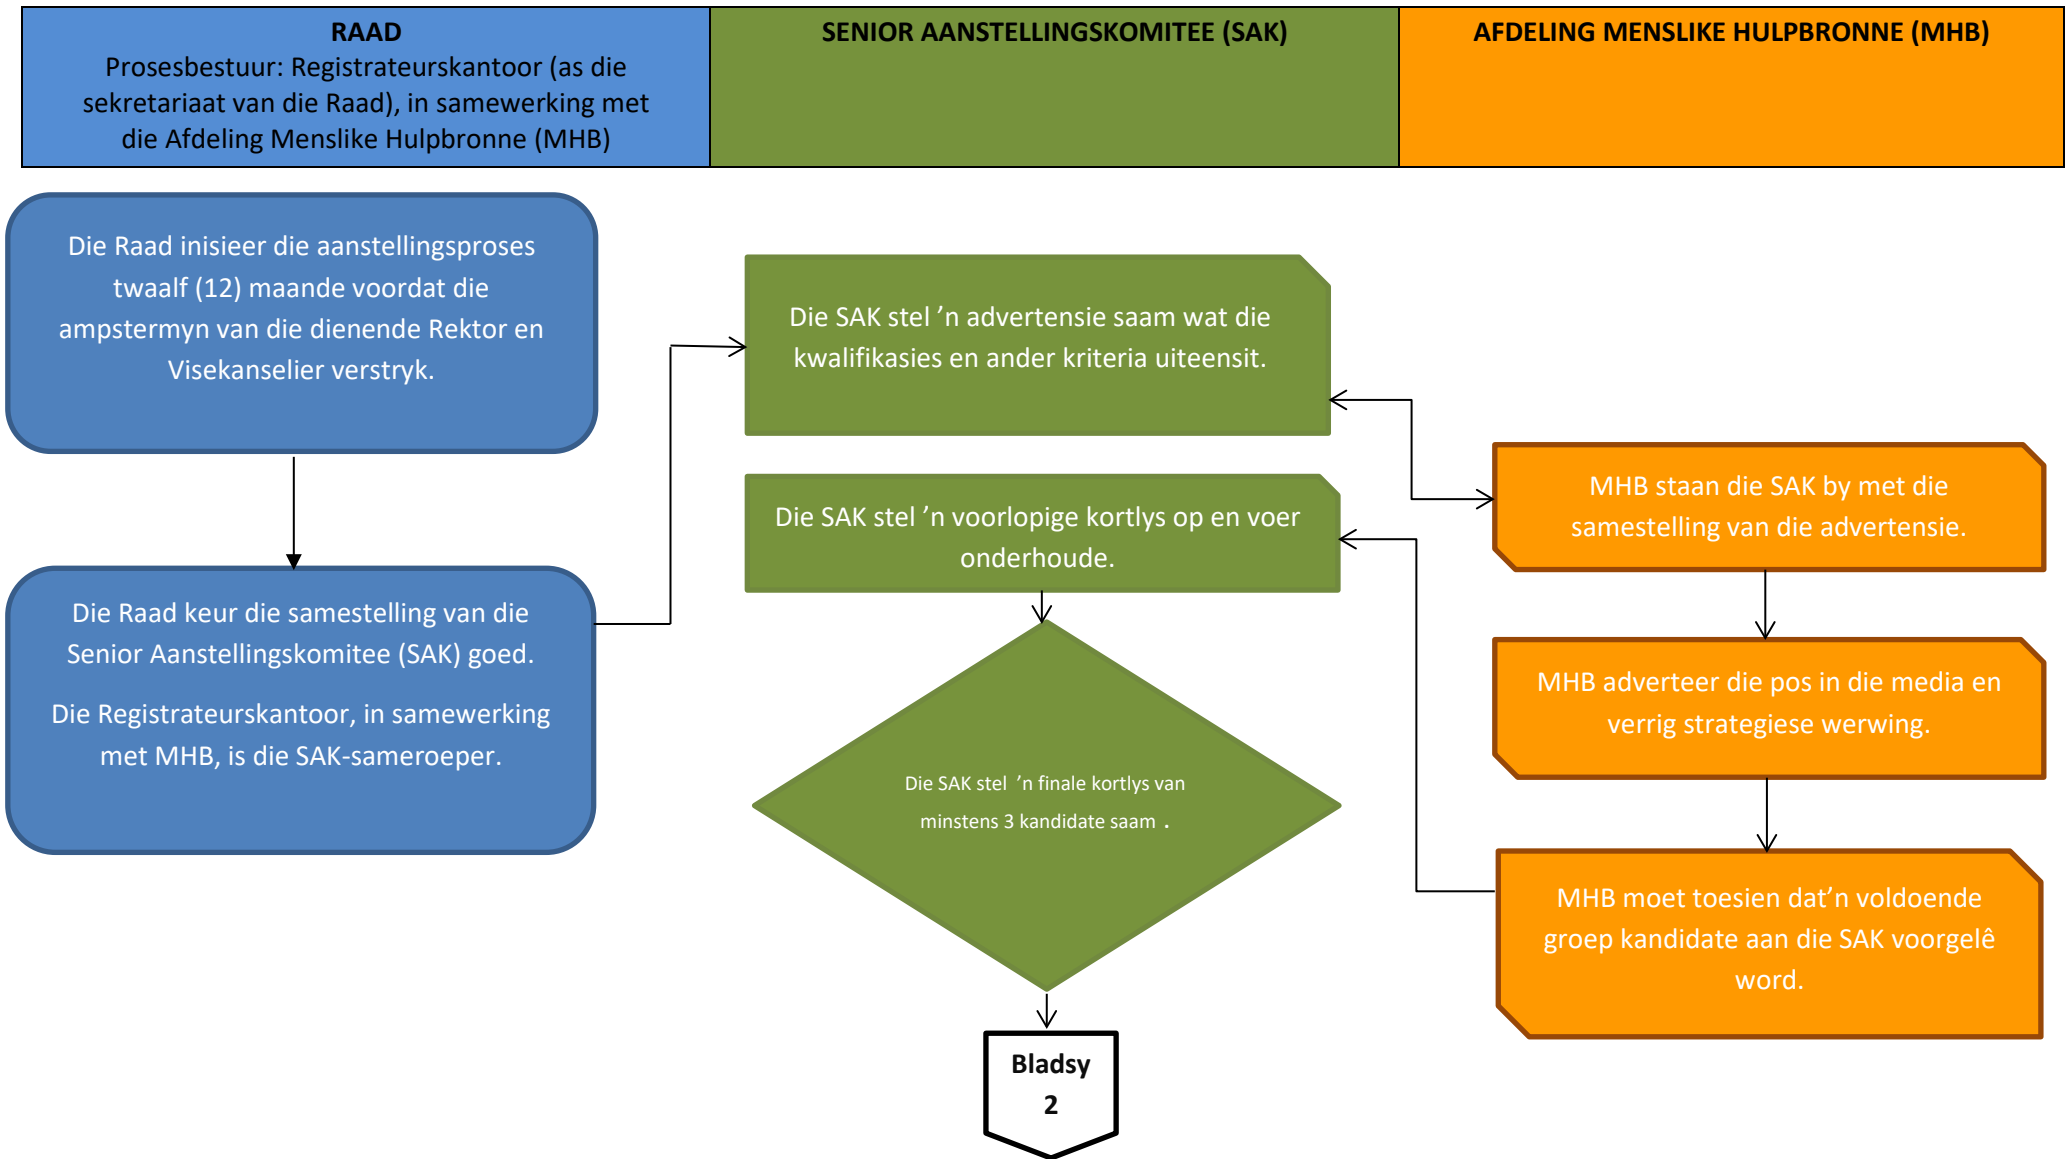 RAAD
Prosesbestuur: Registrateurskantoor (as die
sekretariaat van die Raad), in samewerking met
die Afdeling Menslike Hulpbronne (MHB)
SENIOR AANSTELLINGSKOMITEE (SAK)
AFDELING MENSLIKE HULPBRONNE (MHB)
Die Raad inisieer die aanstellingsproses
twaalf (12) maande voordat die
ampstermyn van die dienende Rektor en
Visekanselier verstryk.
Die Raad keur die samestelling van die
Senior Aanstellingskomitee (SAK) goed.
Die Registrateurskantoor, in samewerking
met MHB, is die SAK-sameroeper.
Die SAK stel ’n advertensie saam wat die
kwalifikasies en ander kriteria uiteensit.
MHB staan die SAK by met die
samestelling van die advertensie.
MHB adverteer die pos in die media en
verrig strategiese werwing.
MHB moet toesien dat’n voldoende
groep kandidate aan die SAK voorgelê
word.
Die SAK stel ’n voorlopige kortlys op en voer
onderhoude.
Die SAK stel  ’n finale kortlys van
minstens 3 kandidate saam .
Bladsy
2